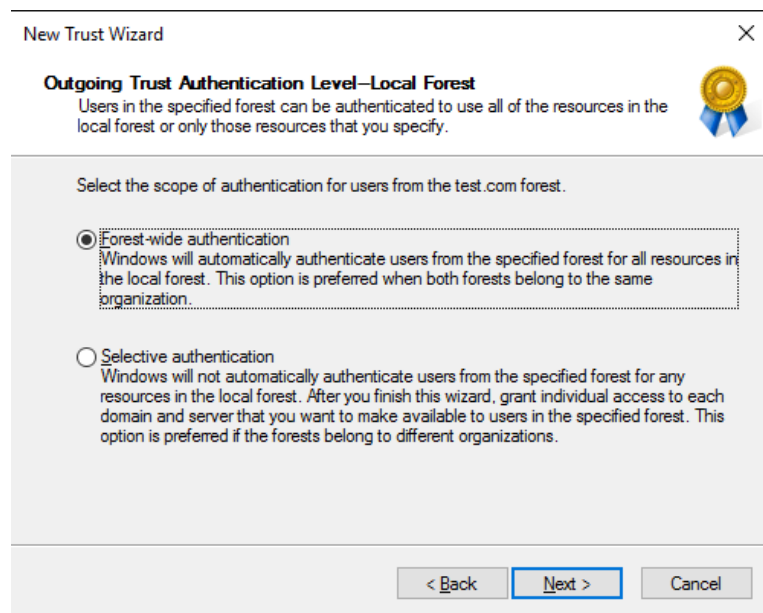 New Trust Wizard
Outgoing Trust Authentication Level–Local Forest
Users in the specified forest can be authenticated to use all of the resources in the
local forest or only those resources that you specify.
Select the scope of authentication for users from the test.com forest.
Forest-wide authentication
Windows will automatically authenticate users from the specified forest for all resources in
the local forest. This option is preferred when both forests belong to the same
organization.
Selective authentication
Windows will not automatically authenticate users from the specified forest for any
resources in the local forest. After you finish this wizard, grant individual access to each
domain and server that you want to make available to users in the specified forest. This
option is preferred if the forests belong to different organizations.
< Back Next > Cancel